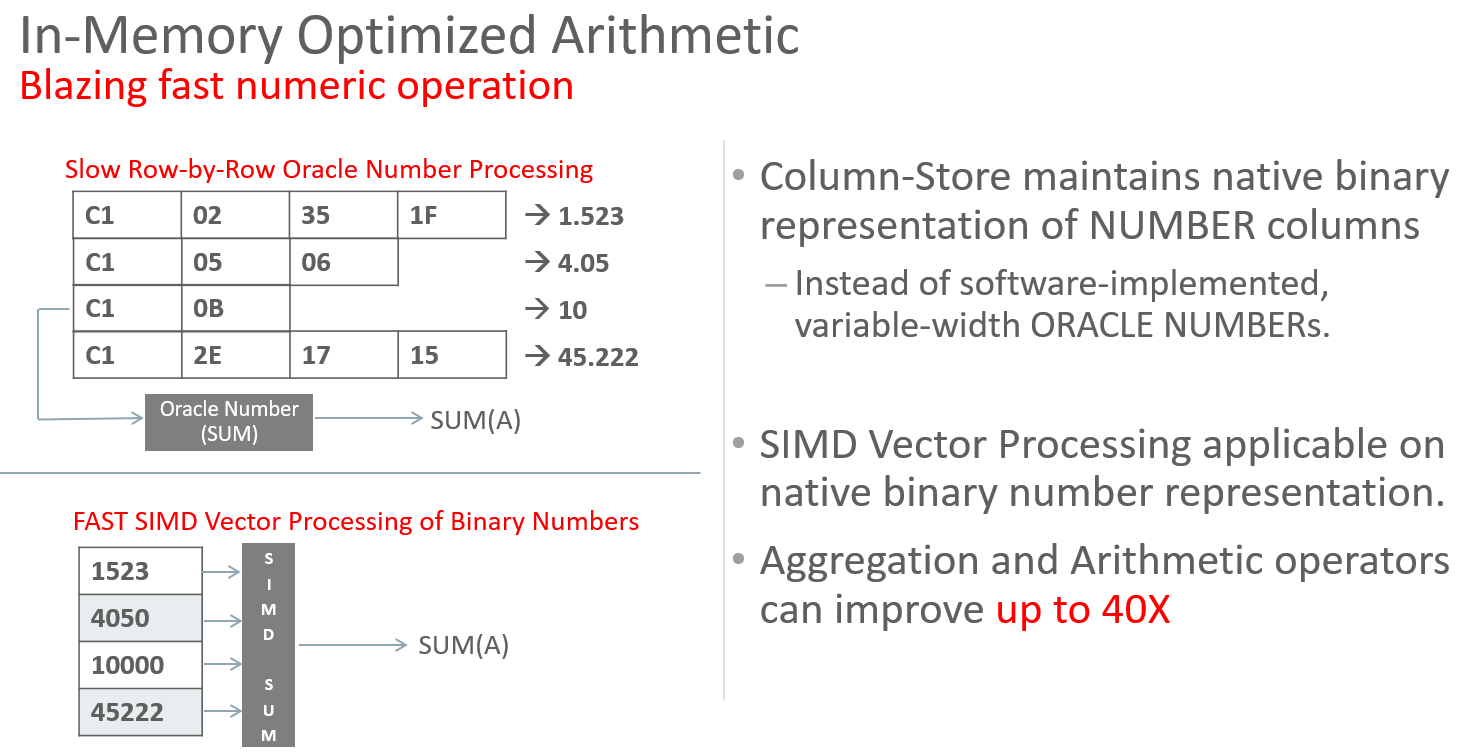 In-Memory Optimized Arithmetic
Blazing fast numeric operation
Slow Row-by-Row Oracle Number Processing
C1 02 35 1F → 1.523
C1 05 06 → 4.05
C1 0B → 10
C1 2E 17 15 → 45.222
Oracle Number
(SUM)
SUM(A)
FAST SIMD Vector Processing of Binary Numbers
1523
4050
10000
45222
SIMD SUM
SUM(A)
• Column-Store maintains native binary
representation of NUMBER columns
– Instead of software-implemented,
variable-width ORACLE NUMBERs.
• SIMD Vector Processing applicable on
native binary number representation.
• Aggregation and Arithmetic operators
can improve up to 40X